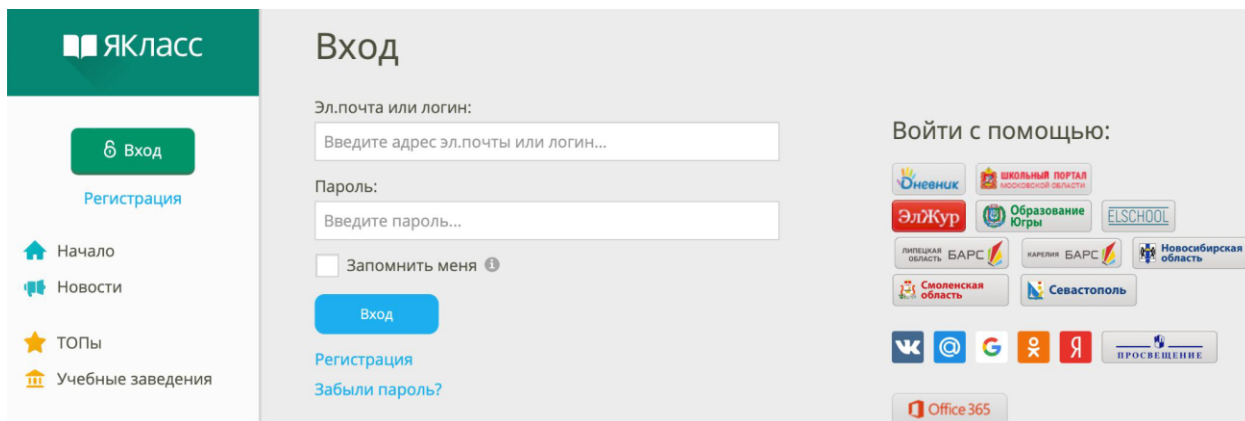 ЯКласс
Вход
Регистрация
Начало
Новости
ТОПы
Учебные заведения
Вход
Эл.почта или логин:
Введите адрес эл.почты или логин...
Пароль:
Введите пароль...
Запомнить меня
Вход
Регистрация
Забыли пароль?
Войти с помощью:
Дневник
ШКОЛЬНЫЙ ПОРТАЛ
МОСКОВСКОЙ ОБЛАСТИ
ЭлЖур
Образование
Югры
ELSCHOOL
ЛИПЕЦКАЯ
ОБЛАСТЬ БАРС
КАРЕЛИЯ БАРС
Новосибирская
область
Смоленская
область
Севастополь
ПРОСВЕЩЕНИЕ
Office 365